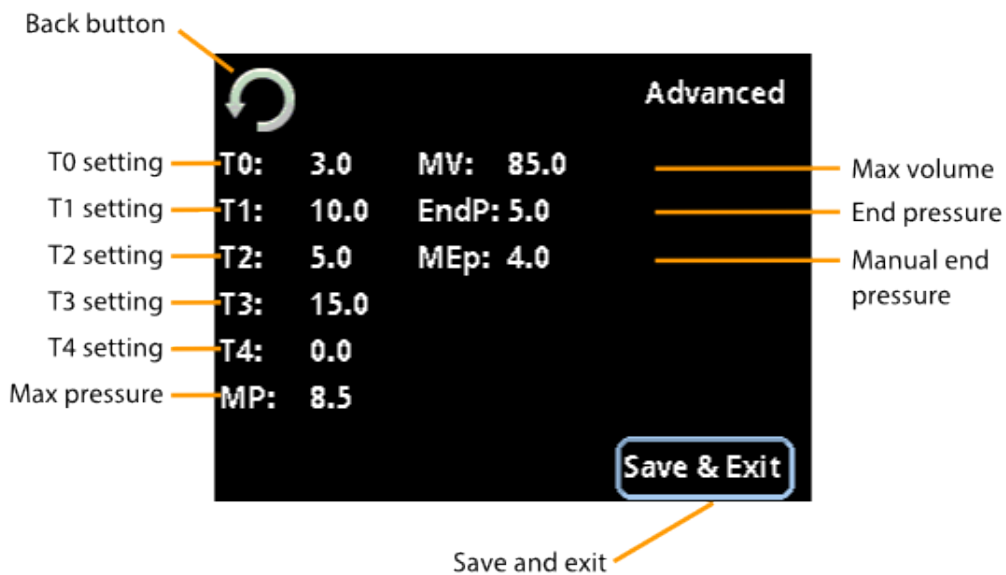 Back button
Advanced
T0 setting T0: 3.0 MV: 85.0 Max volume
T1 setting T1: 10.0 EndP: 5.0 End pressure
T2 setting T2: 5.0 MEp: 4.0 Manual end
pressure
T3 setting T3: 15.0
T4 setting T4: 0.0
Max pressure MP: 8.5
Save & Exit
Save and exit